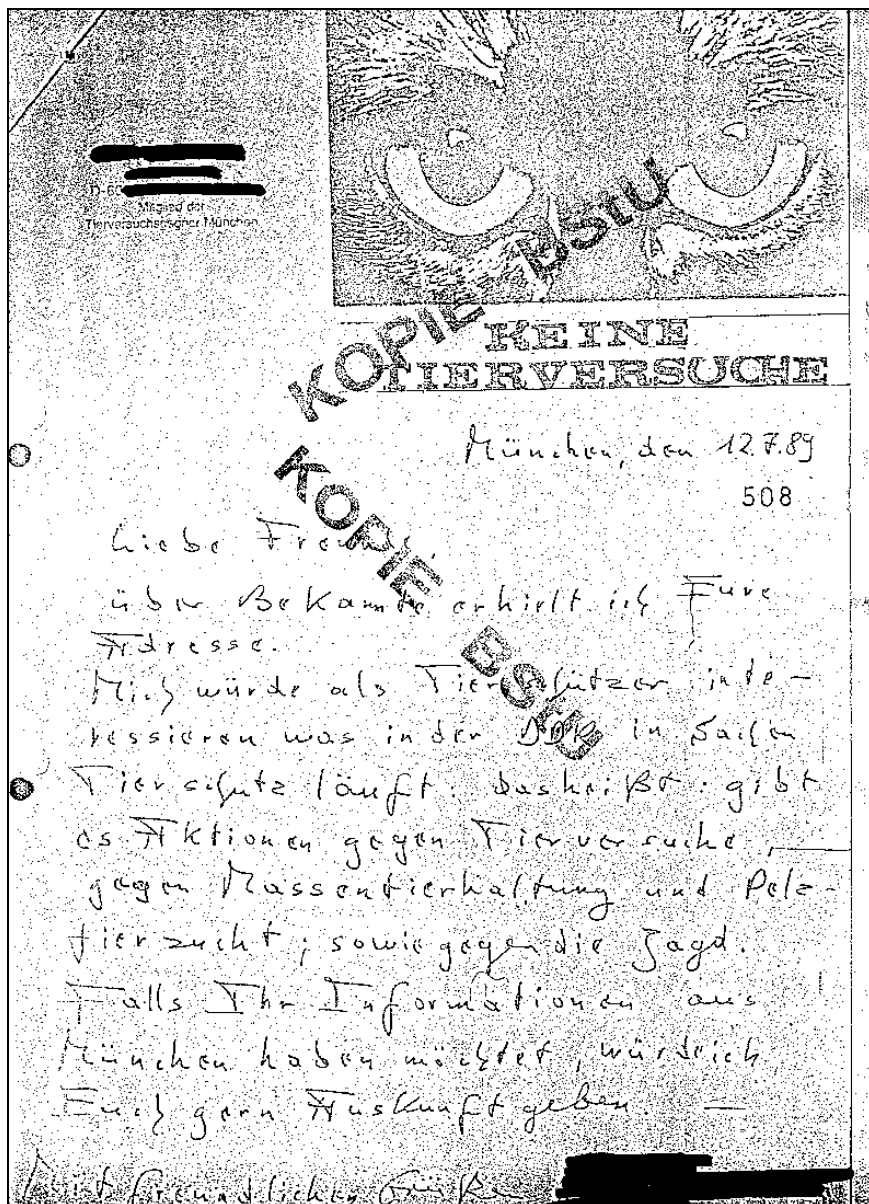 D-8
Mitglied der
Tierversuchsgegner München
KEINE
TIERVERSUCHE
KOPIE BStU
KOPIE BStU
München, den 12.7.89
508
Liebe Freunde,
über Bekannte erhielt ich Eure
Adresse.
Mich würde als Tierschützer inte-
ressieren was in der DDR in Sachen
Tierschutz läuft. Das heißt: gibt
es Aktionen gegen Tierversuche,
gegen Massentierhaltung und Pelz-
tierzucht; sowie gegen die Jagd.
Falls Ihr Informationen aus
München haben möchtet, würde ich
Euch gern Auskunft geben. —
Mit freundlichen Grüßen